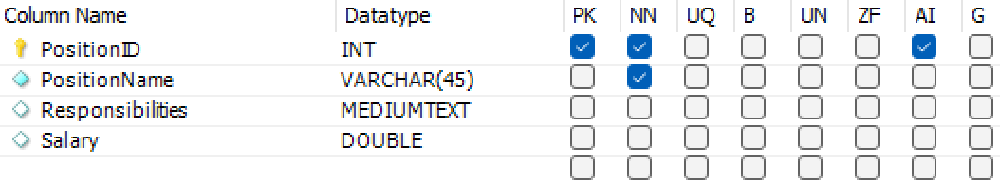 Column Name Datatype PK NN UQ B UN ZF AI G
PositionID INT
PositionName VARCHAR(45)
Responsibilities MEDIUMTEXT
Salary DOUBLE